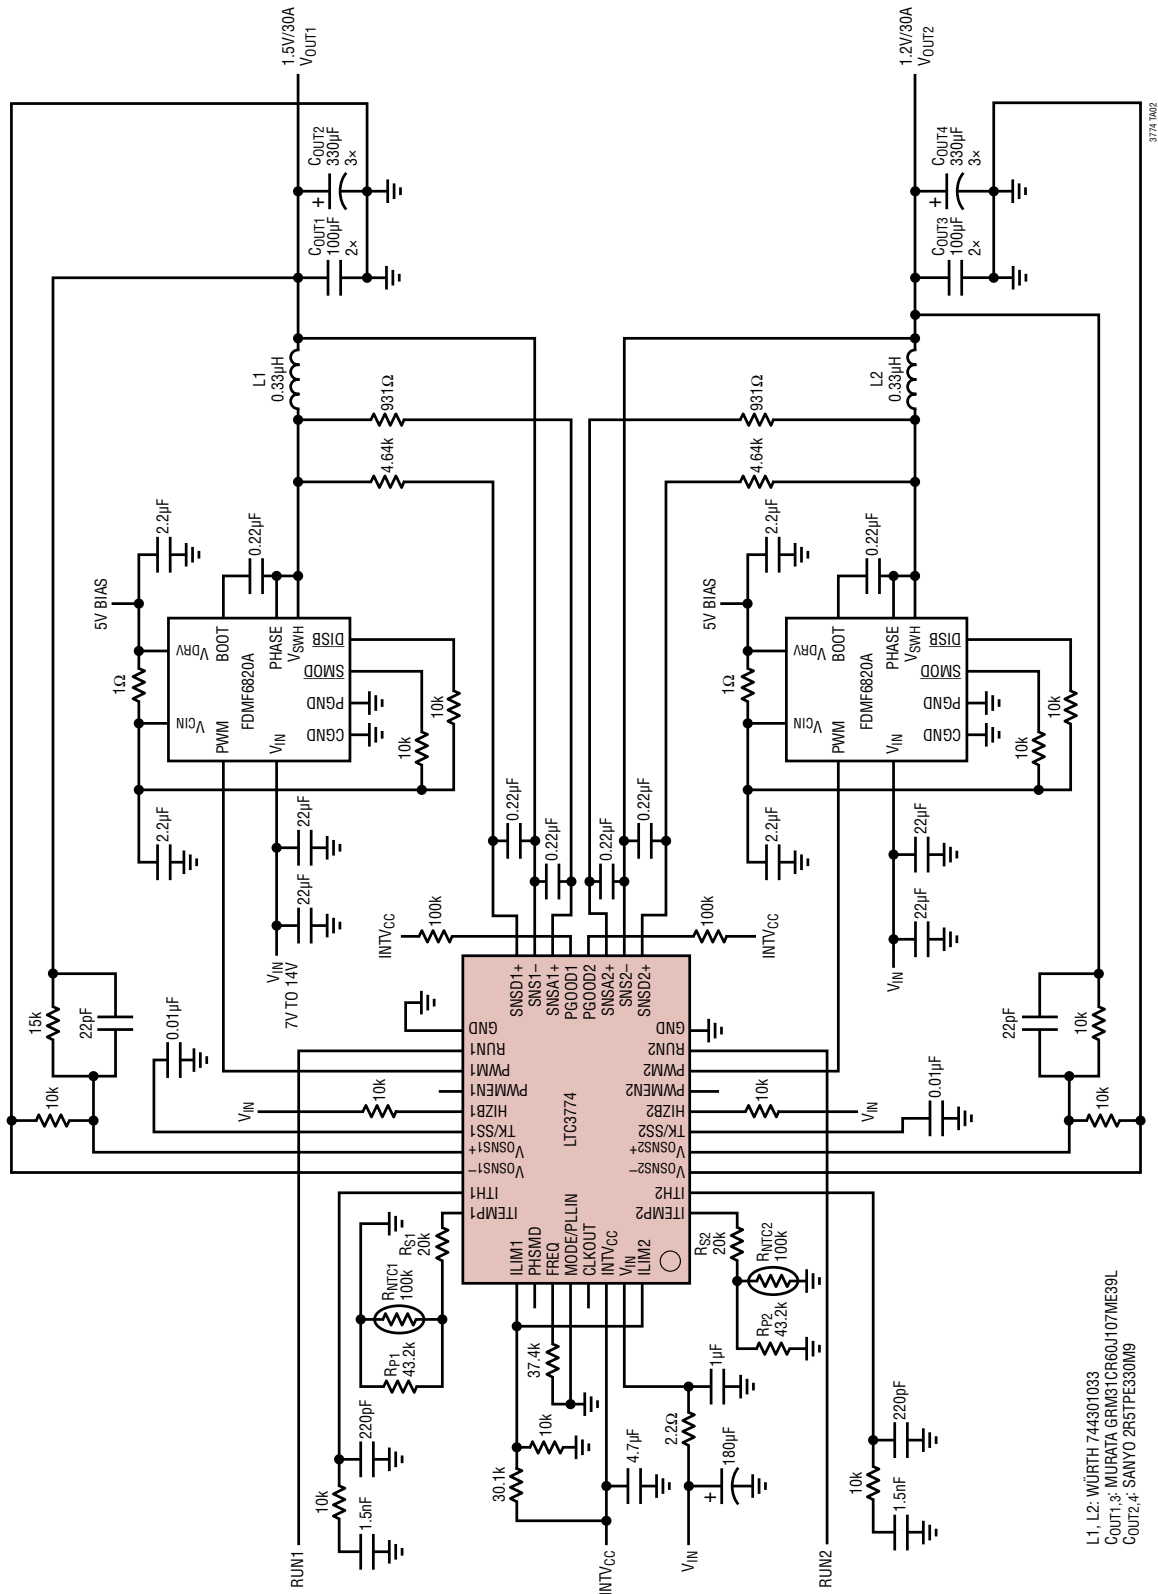 1.5V/30A
VOUT1
COUT2
330µF
3×
+
COUT1
100µF
2×
L1
0.33µH
931Ω
4.64k
5V BIAS
2.2µF
0.22µF
1Ω
VDRV
BOOT
PHASE
VSWH
FDMF6820A
VCIN
PWM
VIN
DISB
SMOD
PGND
CGND
10k
10k
2.2µF
22µF
22µF
VIN
7V TO 14V
0.22µF
0.22µF
15k
22pF
10k
0.01µF
VIN
10k
INTVCC
100k
1.2V/30A
VOUT2
COUT4
330µF
3×
+
COUT3
100µF
2×
L2
0.33µH
931Ω
4.64k
5V BIAS
2.2µF
0.22µF
1Ω
VDRV
BOOT
PHASE
VSWH
FDMF6820A
VCIN
PWM
VIN
DISB
SMOD
PGND
CGND
10k
10k
2.2µF
22µF
22µF
VIN
0.22µF
0.22µF
22pF
10k
10k
0.01µF
VIN
10k
INTVCC
100k
SNSD1+
SNS1−
SNSA1+
PGOOD1
PGOOD2
SNSA2+
SNS2−
SNSD2+
GND
RUN1
PWM1
PWMEN1
HIZB1
TK/SS1
VOSNS1+
VOSNS1−
ITH1
ITEMP1
LTC3774
GND
RUN2
PWM2
PWMEN2
HIZB2
TK/SS2
VOSNS2+
VOSNS2−
ITH2
ITEMP2
ILIM1
PHSMD
FREQ
MODE/PLLIN
CLKOUT
INTVCC
VIN
ILIM2
RS1
20k
RNTC1
100k
RP1
43.2k
220pF
10k
1.5nF
RUN1
37.4k
10k
30.1k
4.7µF
INTVCC
1µF
2.2Ω
180µF
+
VIN
RS2
20k
RNTC2
100k
RP2
43.2k
220pF
10k
1.5nF
RUN2
L1, L2: WÜRTH 744301033
COUT1,3: MURATA GRM31CR60J107ME39L
COUT2,4: SANYO 2R5TPE330M9
3774 TA02